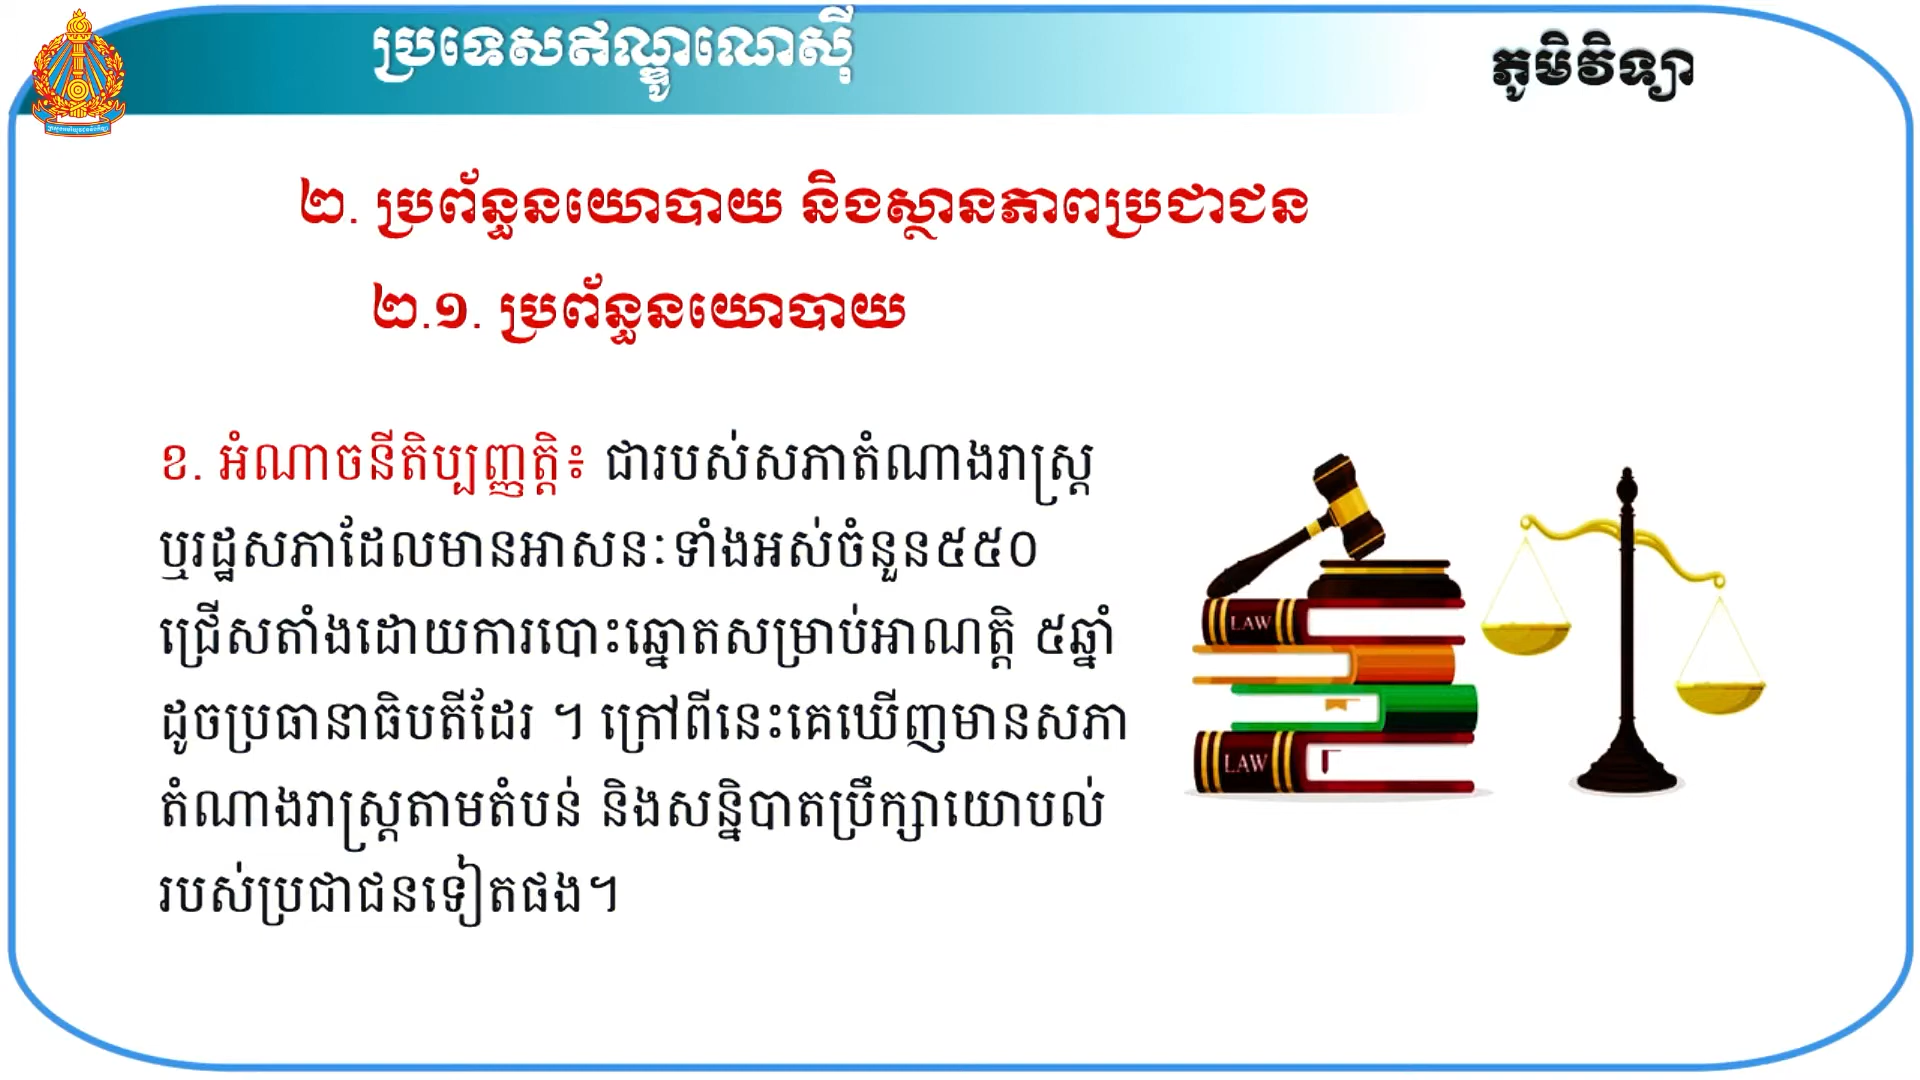 ប្រទេសឥណ្ឌូណេស៊ី
ភូមិវិទ្យា
២. ប្រព័ន្ធនយោបាយ និងស្ថានភាពប្រជាជន
២.១. ប្រព័ន្ធនយោបាយ
ខ. អំណាចនីតិប្បញ្ញត្តិ៖ ជារបស់សភាតំណាងរាស្ត្រ
ឬរដ្ឋសភាដែលមានអាសនៈទាំងអស់ចំនួន៥៥០
ជ្រើសតាំងដោយការបោះឆ្នោតសម្រាប់អាណត្តិ ៥ឆ្នាំ
ដូចប្រធានាធិបតីដែរ ។ ក្រៅពីនេះគេឃើញមានសភា
តំណាងរាស្ត្រតាមតំបន់ និងសន្និបាតប្រឹក្សាយោបល់
របស់ប្រជាជនទៀតផង។
LAW
LAW